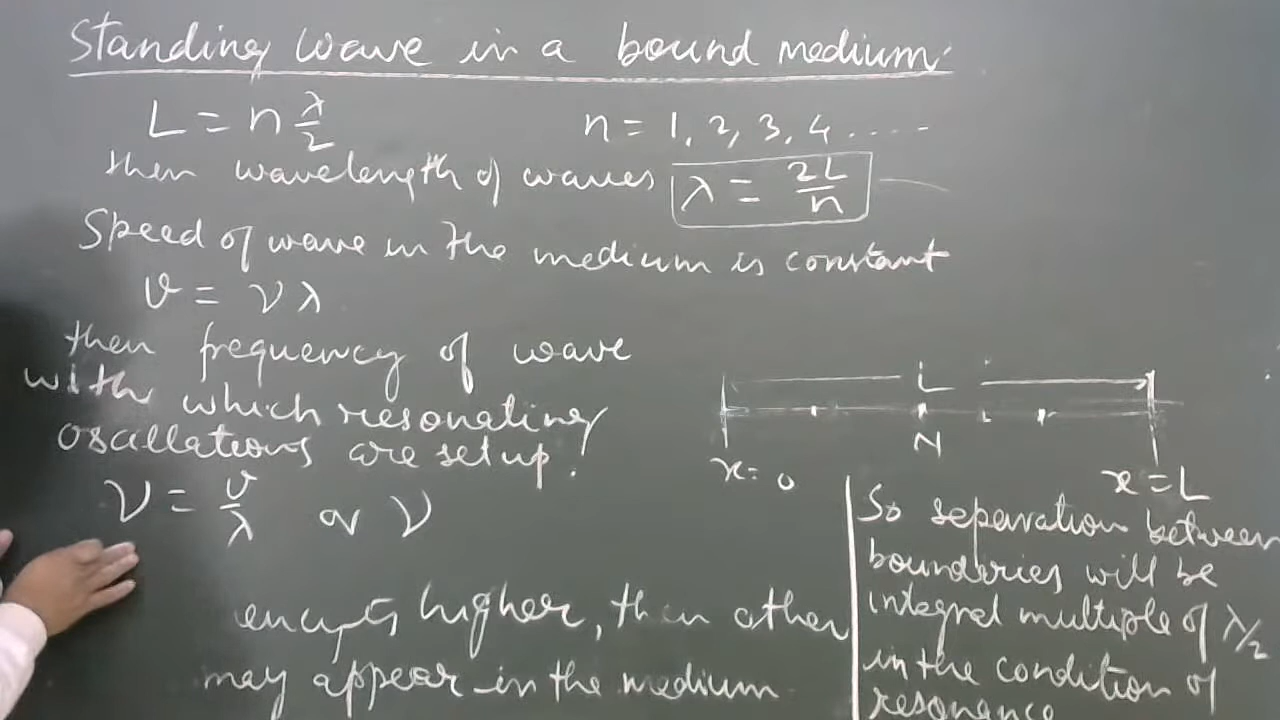 Standing wave in a bound medium.
L = n λ/2 n = 1, 2, 3, 4 .....
then wavelength of waves λ = 2L/n
Speed of wave in the medium is constant
v = ν λ
then frequency of wave
with which resonating
oscillations are setup.
ν = v/λ or ν
higher, then other
may appear in the medium
L
N
x = 0
x = L
So separation between
boundaries will be
integral multiple of λ/2
in the condition of
resonance